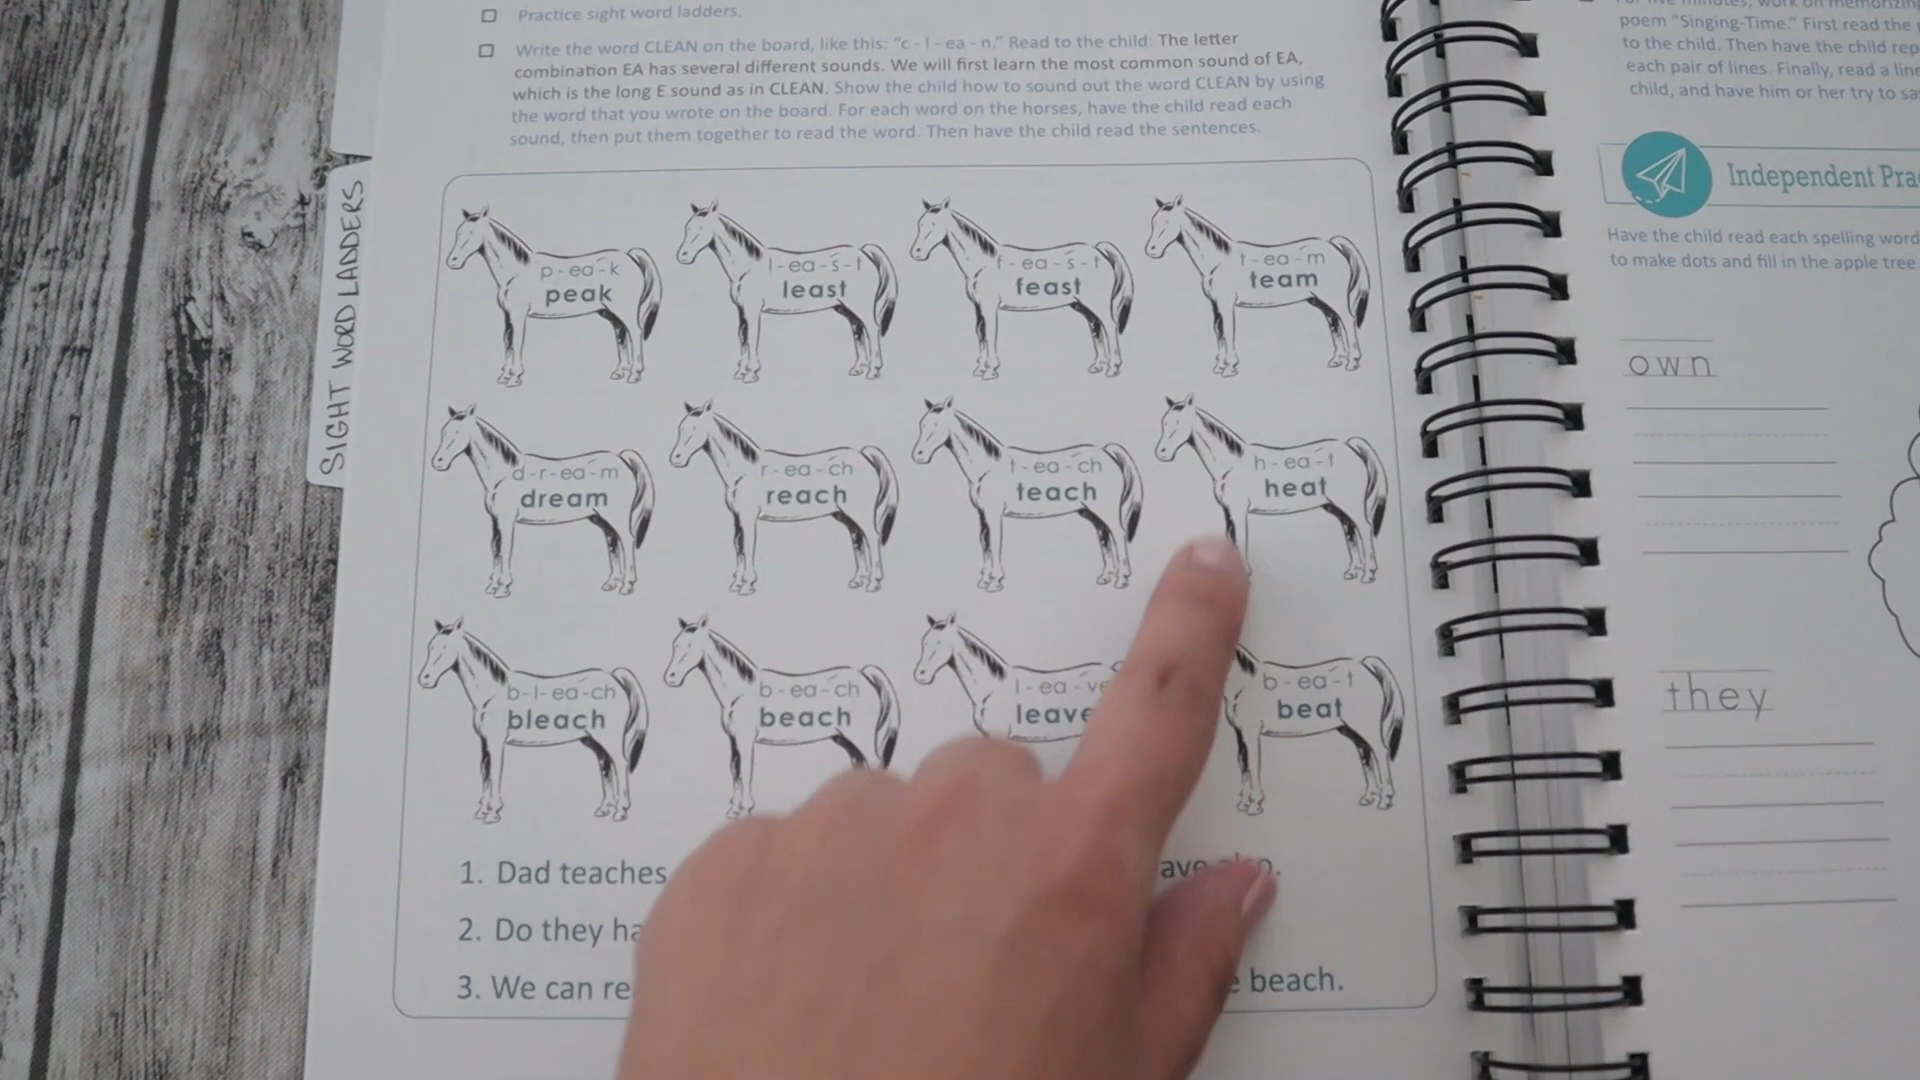 Practice sight word ladders.
Write the word CLEAN on the board, like this: “c - l - ea - n.” Read to the child: The letter
combination EA has several different sounds. We will first learn the most common sound of EA,
which is the long E sound as in CLEAN. Show the child how to sound out the word CLEAN by using
the word that you wrote on the board. For each word on the horses, have the child read each
sound, then put them together to read the word. Then have the child read the sentences.
SIGHT WORD LADDERS
p - ea - k
peak
l - ea - s - t
least
f - ea - s - t
feast
t - ea - m
team
d - r - ea - m
dream
r - ea - ch
reach
t - ea - ch
teach
h - ea - t
heat
b - l - ea - ch
bleach
b - ea - ch
beach
l - ea - ve
leave
b - ea - t
beat
1. Dad teaches
2. Do they
3. We can
beach.
poem “Singing-Time.” First read the
to the child. Then have the child
each pair of lines. Finally, read a
child, and have him or her try to
Independent
Have the child read each spelling word
to make dots and fill in the apple tree
own
they